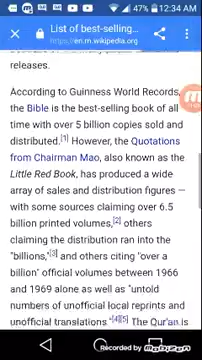 47% 12:34 AM
List of best-selling...
https://en.m.wikipedia.org
releases.
According to Guinness World Records,
the Bible is the best-selling book of all
time with over 5 billion copies sold and
distributed.[1] However, the Quotations
from Chairman Mao, also known as the
Little Red Book, has produced a wide
array of sales and distribution figures —
with some sources claiming over 6.5
billion printed volumes,[2] others
claiming the distribution ran into the
"billions,"[3] and others citing "over a
billion" official volumes between 1966
and 1969 alone as well as "untold
numbers of unofficial local reprints and
unofficial translations."[4][5] The Qur'an is
Recorded by